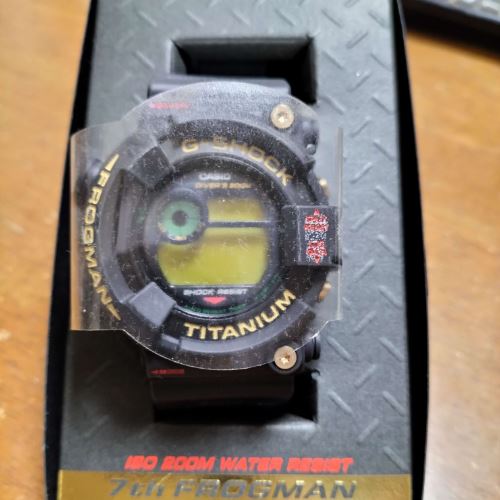 G-SHOCK
CASIO
DIVER'S 200M
FROGMAN
SHOCK RESIST
TITANIUM
ISO 200M WATER RESIST
7th FROGMAN